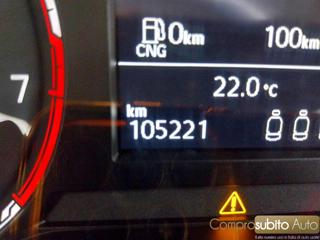 0km 100km
CNG
7
22.0 °C
km
105221
Comprasubito Auto